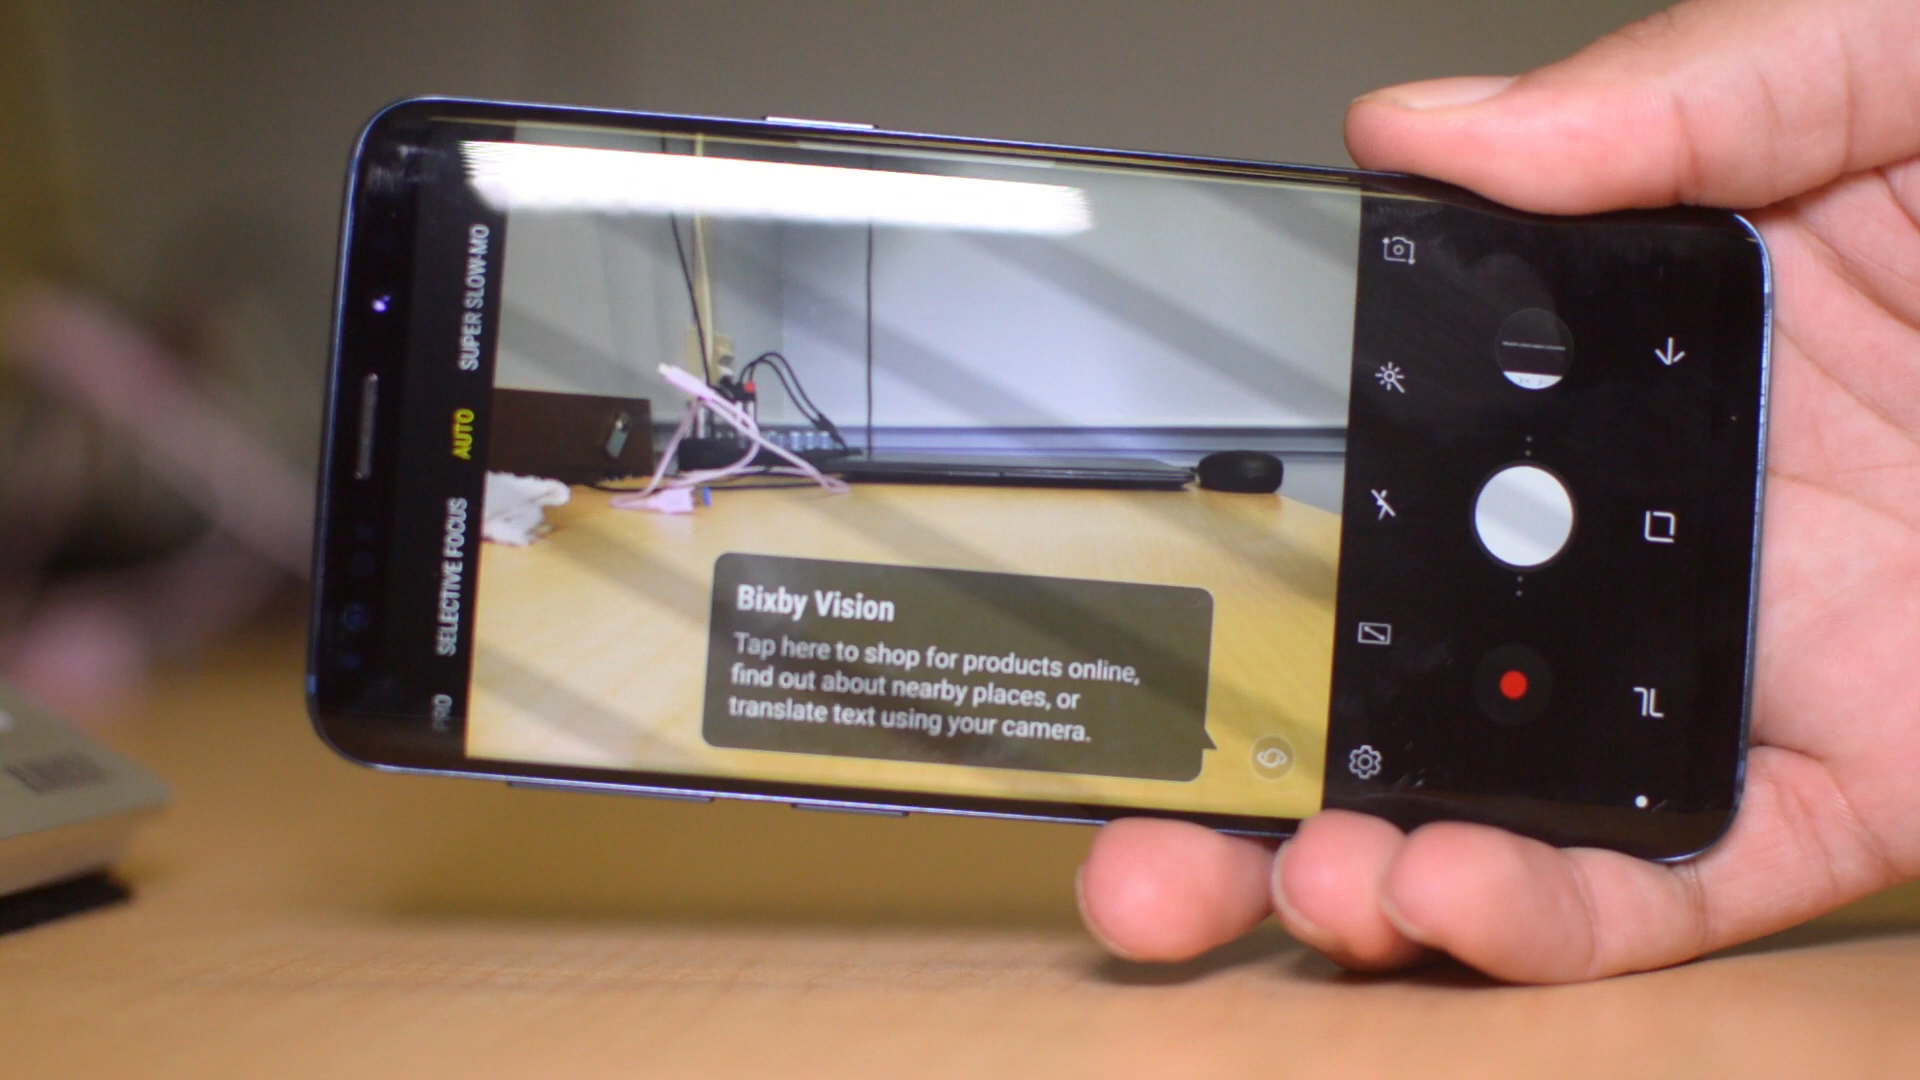 SUPER SLOW-MO
AUTO
SELECTIVE FOCUS
PRO
Bixby Vision
Tap here to shop for products online,
find out about nearby places, or
translate text using your camera.